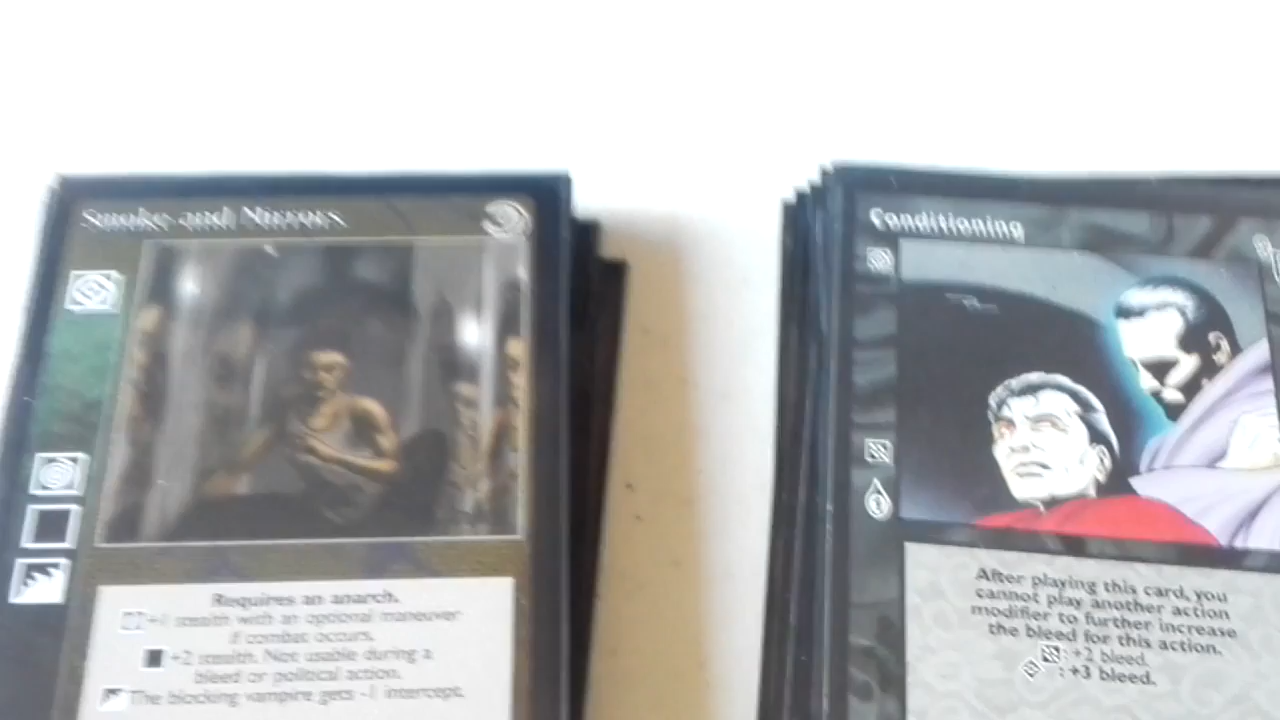 Smoke and Mirrors
Requires an anarch.
+1 stealth with an optional maneuver
if combat occurs.
+2 stealth. Not usable during a
bleed or political action.
The blocking vampire gets -1 intercept.
Conditioning
After playing this card, you
cannot play another action
modifier to further increase
the bleed for this action.
: +2 bleed.
: +3 bleed.